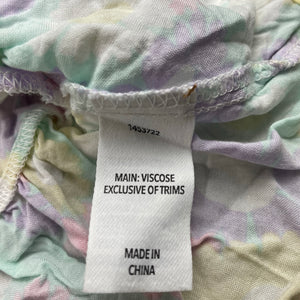 1453722
MAIN: VISCOSE
EXCLUSIVE OF TRIMS
MADE IN
CHINA